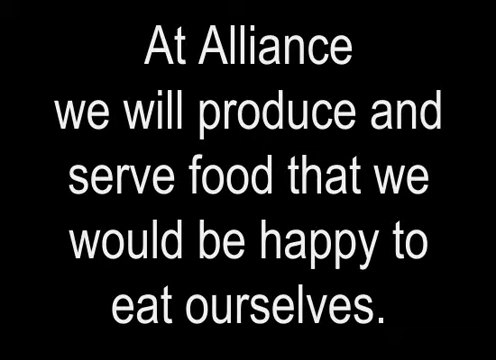 At Alliance
we will produce and
serve food that we
would be happy to
eat ourselves.